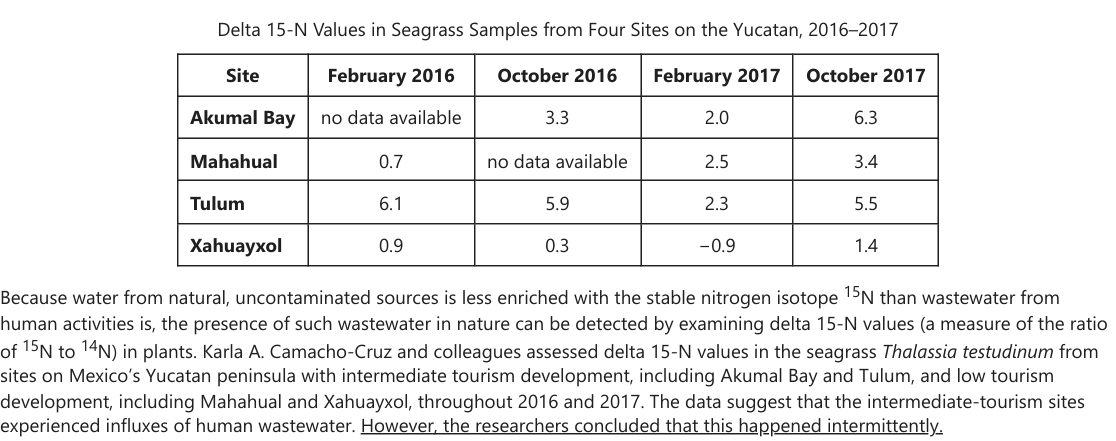 Delta 15-N Values in Seagrass Samples from Four Sites on the Yucatan, 2016–2017
Site February 2016 October 2016 February 2017 October 2017
Akumal Bay no data available 3.3 2.0 6.3
Mahahual 0.7 no data available 2.5 3.4
Tulum 6.1 5.9 2.3 5.5
Xahuayxol 0.9 0.3 −0.9 1.4
Because water from natural, uncontaminated sources is less enriched with the stable nitrogen isotope ¹⁵N than wastewater from
human activities is, the presence of such wastewater in nature can be detected by examining delta 15-N values (a measure of the ratio
of ¹⁵N to ¹⁴N) in plants. Karla A. Camacho-Cruz and colleagues assessed delta 15-N values in the seagrass Thalassia testudinum from
sites on Mexico’s Yucatan peninsula with intermediate tourism development, including Akumal Bay and Tulum, and low tourism
development, including Mahahual and Xahuayxol, throughout 2016 and 2017. The data suggest that the intermediate-tourism sites
experienced influxes of human wastewater. However, the researchers concluded that this happened intermittently.